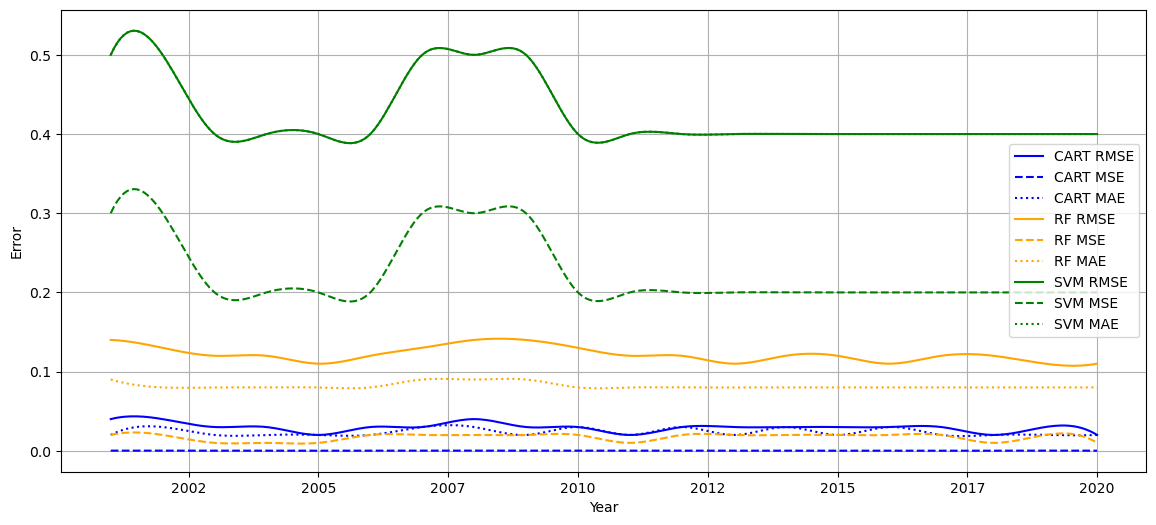 0.5
0.4
0.3
0.2
0.1
0.0
Error
2002
2005
2007
2010
2012
2015
2017
2020
Year
CART RMSE
CART MSE
CART MAE
RF RMSE
RF MSE
RF MAE
SVM RMSE
SVM MSE
SVM MAE